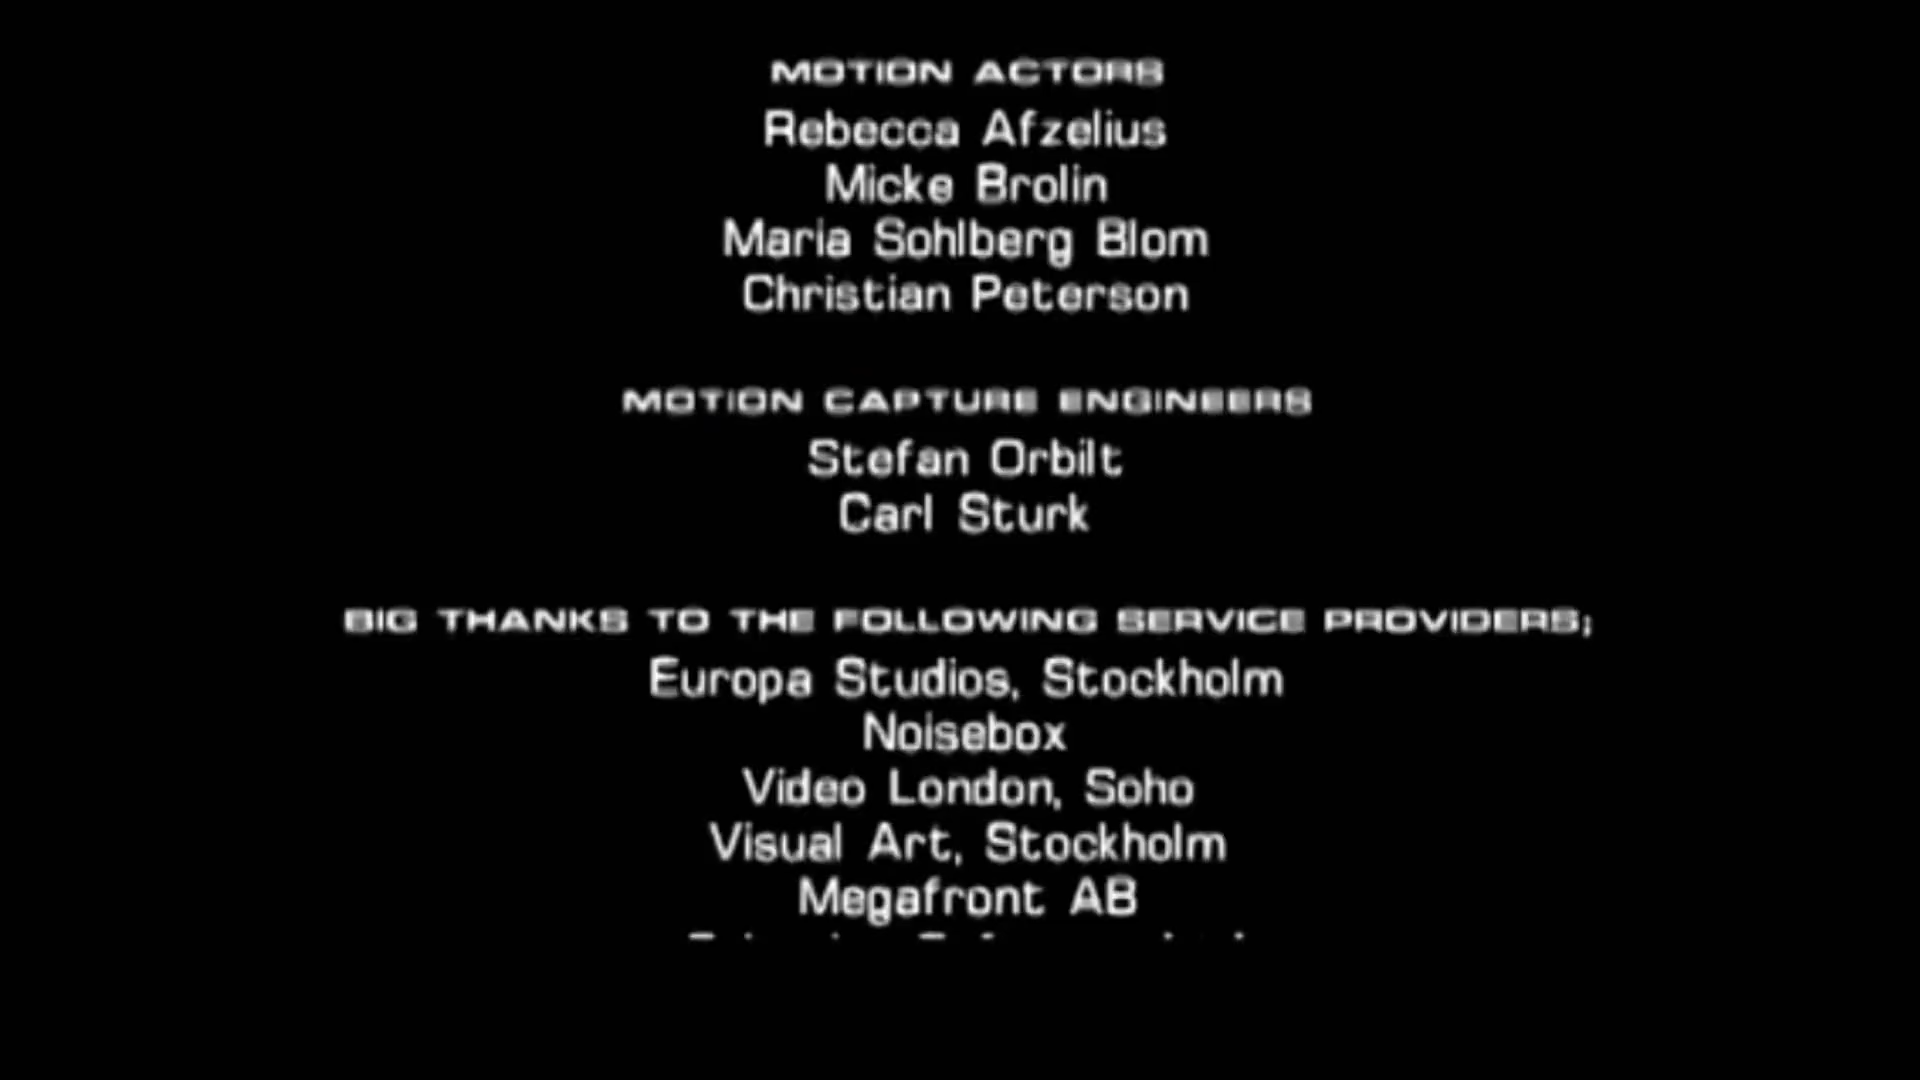 MOTION ACTORS
Rebecca Afzelius
Micke Brolin
Maria Sohlberg Blom
Christian Peterson
MOTION CAPTURE ENGINEERS
Stefan Orbilt
Carl Sturk
BIG THANKS TO THE FOLLOWING SERVICE PROVIDERS;
Europa Studios, Stockholm
Noisebox
Video London, Soho
Visual Art, Stockholm
Megafront AB